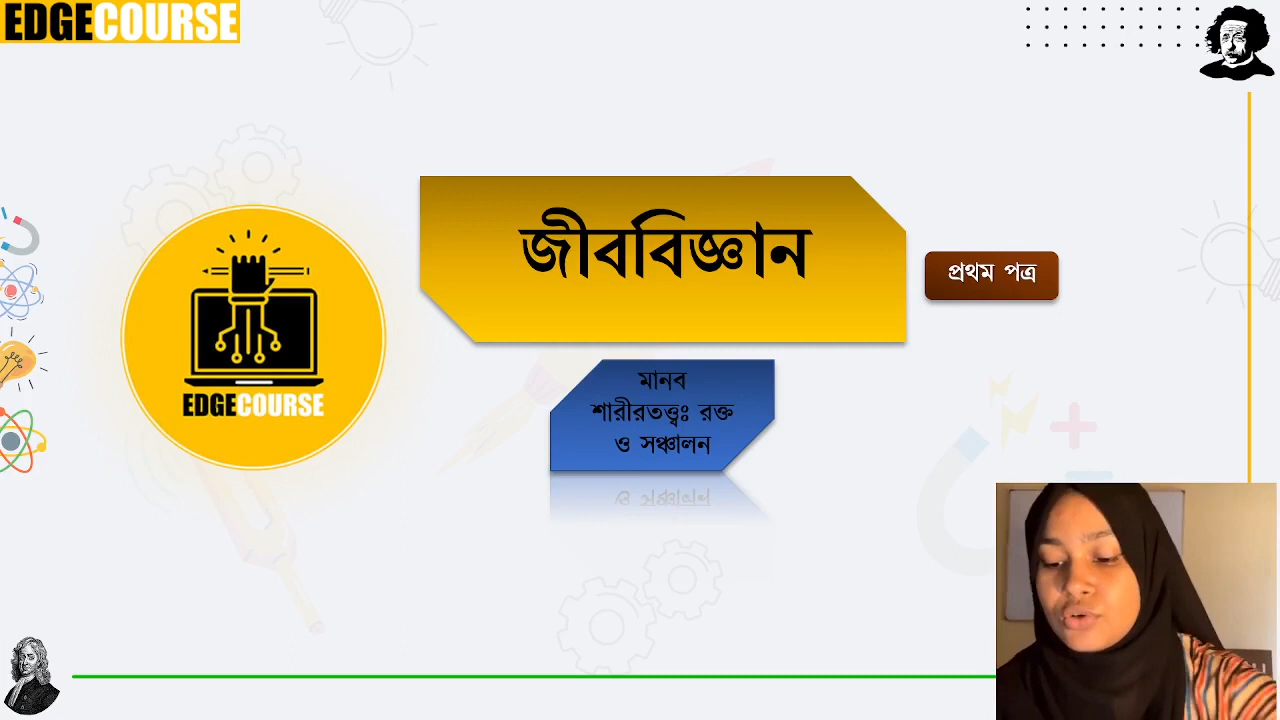 EDGECOURSE
জীববিজ্ঞান
প্রথম পত্র
মানব
শারীরতত্ত্বঃ রক্ত
ও সঞ্চালন
EDGECOURSE